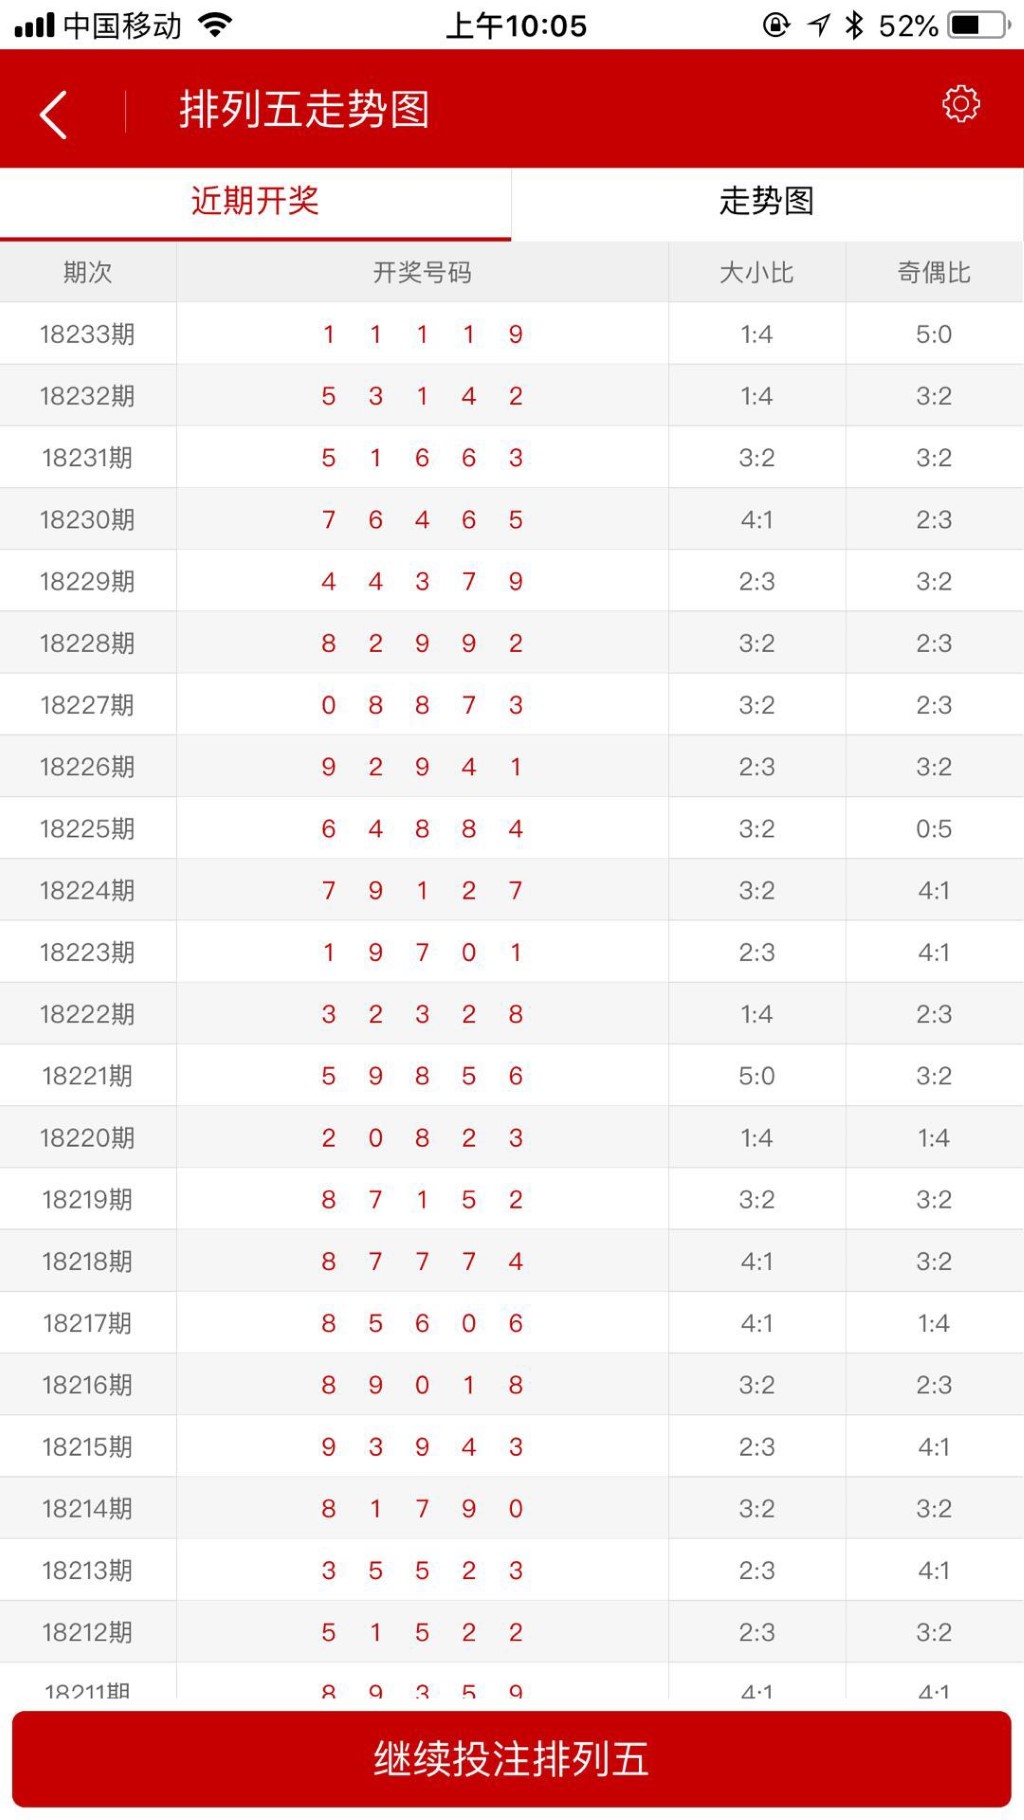 中国移动 上午10:05 52%
排列五走势图
近期开奖 走势图
期次 开奖号码 大小比 奇偶比
18233期 1 1 1 1 9 1:4 5:0
18232期 5 3 1 4 2 1:4 3:2
18231期 5 1 6 6 3 3:2 3:2
18230期 7 6 4 6 5 4:1 2:3
18229期 4 4 3 7 9 2:3 3:2
18228期 8 2 9 9 2 3:2 2:3
18227期 0 8 8 7 3 3:2 2:3
18226期 9 2 9 4 1 2:3 3:2
18225期 6 4 8 8 4 3:2 0:5
18224期 7 9 1 2 7 3:2 4:1
18223期 1 9 7 0 1 2:3 4:1
18222期 3 2 3 2 8 1:4 2:3
18221期 5 9 8 5 6 5:0 3:2
18220期 2 0 8 2 3 1:4 1:4
18219期 8 7 1 5 2 3:2 3:2
18218期 8 7 7 7 4 4:1 3:2
18217期 8 5 6 0 6 4:1 1:4
18216期 8 9 0 1 8 3:2 2:3
18215期 9 3 9 4 3 2:3 4:1
18214期 8 1 7 9 0 3:2 3:2
18213期 3 5 5 2 3 2:3 4:1
18212期 5 1 5 2 2 2:3 3:2
18211期 8 9 3 5 9 4:1 4:1
继续投注排列五